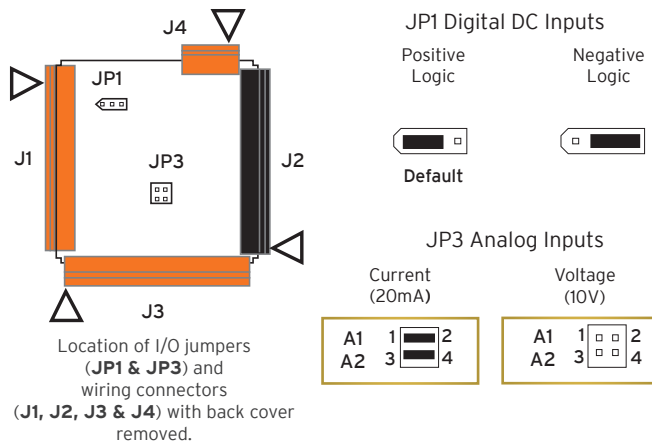 J4
JP1
J1
JP3
J2
J3
Location of I/O jumpers
(JP1 & JP3) and
wiring connectors
(J1, J2, J3 & J4) with back cover
removed.
JP1 Digital DC Inputs
Positive
Logic
Negative
Logic
Default
JP3 Analog Inputs
Current
(20mA)
Voltage
(10V)
A1 1 2
A2 3 4
A1 1 2
A2 3 4